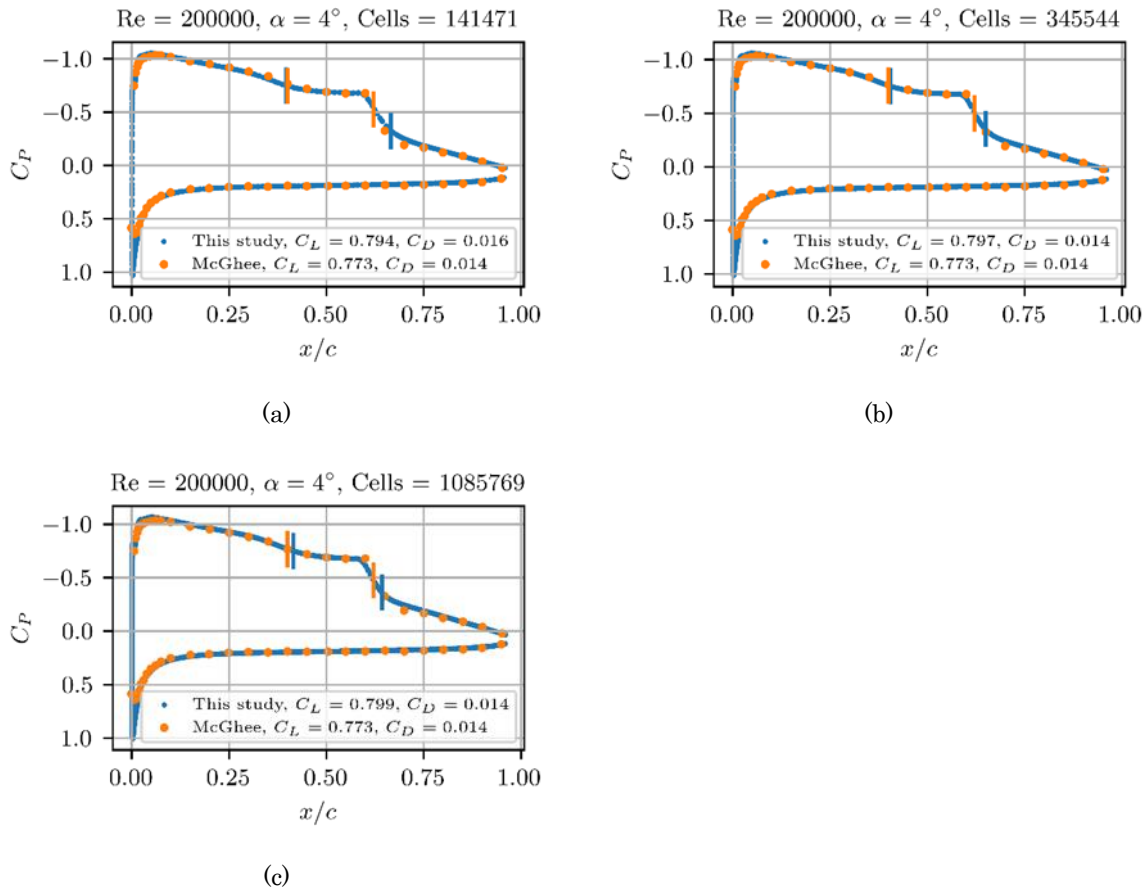 Re = 200000, α = 4°, Cells = 141471
−1.0
−0.5
0.0
0.5
1.0
C_P
This study, C_L = 0.794, C_D = 0.016
McGhee, C_L = 0.773, C_D = 0.014
0.00 0.25 0.50 0.75 1.00
x/c
(a)
Re = 200000, α = 4°, Cells = 345544
−1.0
−0.5
0.0
0.5
1.0
C_P
This study, C_L = 0.797, C_D = 0.014
McGhee, C_L = 0.773, C_D = 0.014
0.00 0.25 0.50 0.75 1.00
x/c
(b)
Re = 200000, α = 4°, Cells = 1085769
−1.0
−0.5
0.0
0.5
1.0
C_P
This study, C_L = 0.799, C_D = 0.014
McGhee, C_L = 0.773, C_D = 0.014
0.00 0.25 0.50 0.75 1.00
x/c
(c)